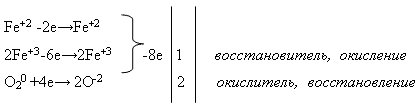 Fe⁺² -2e→Fe⁺²
2Fe⁺³-6e→2Fe⁺³ -8e 1 восстановитель, окисление
O₂⁰ +4e→ 2O⁻² 2 окислитель, восстановление